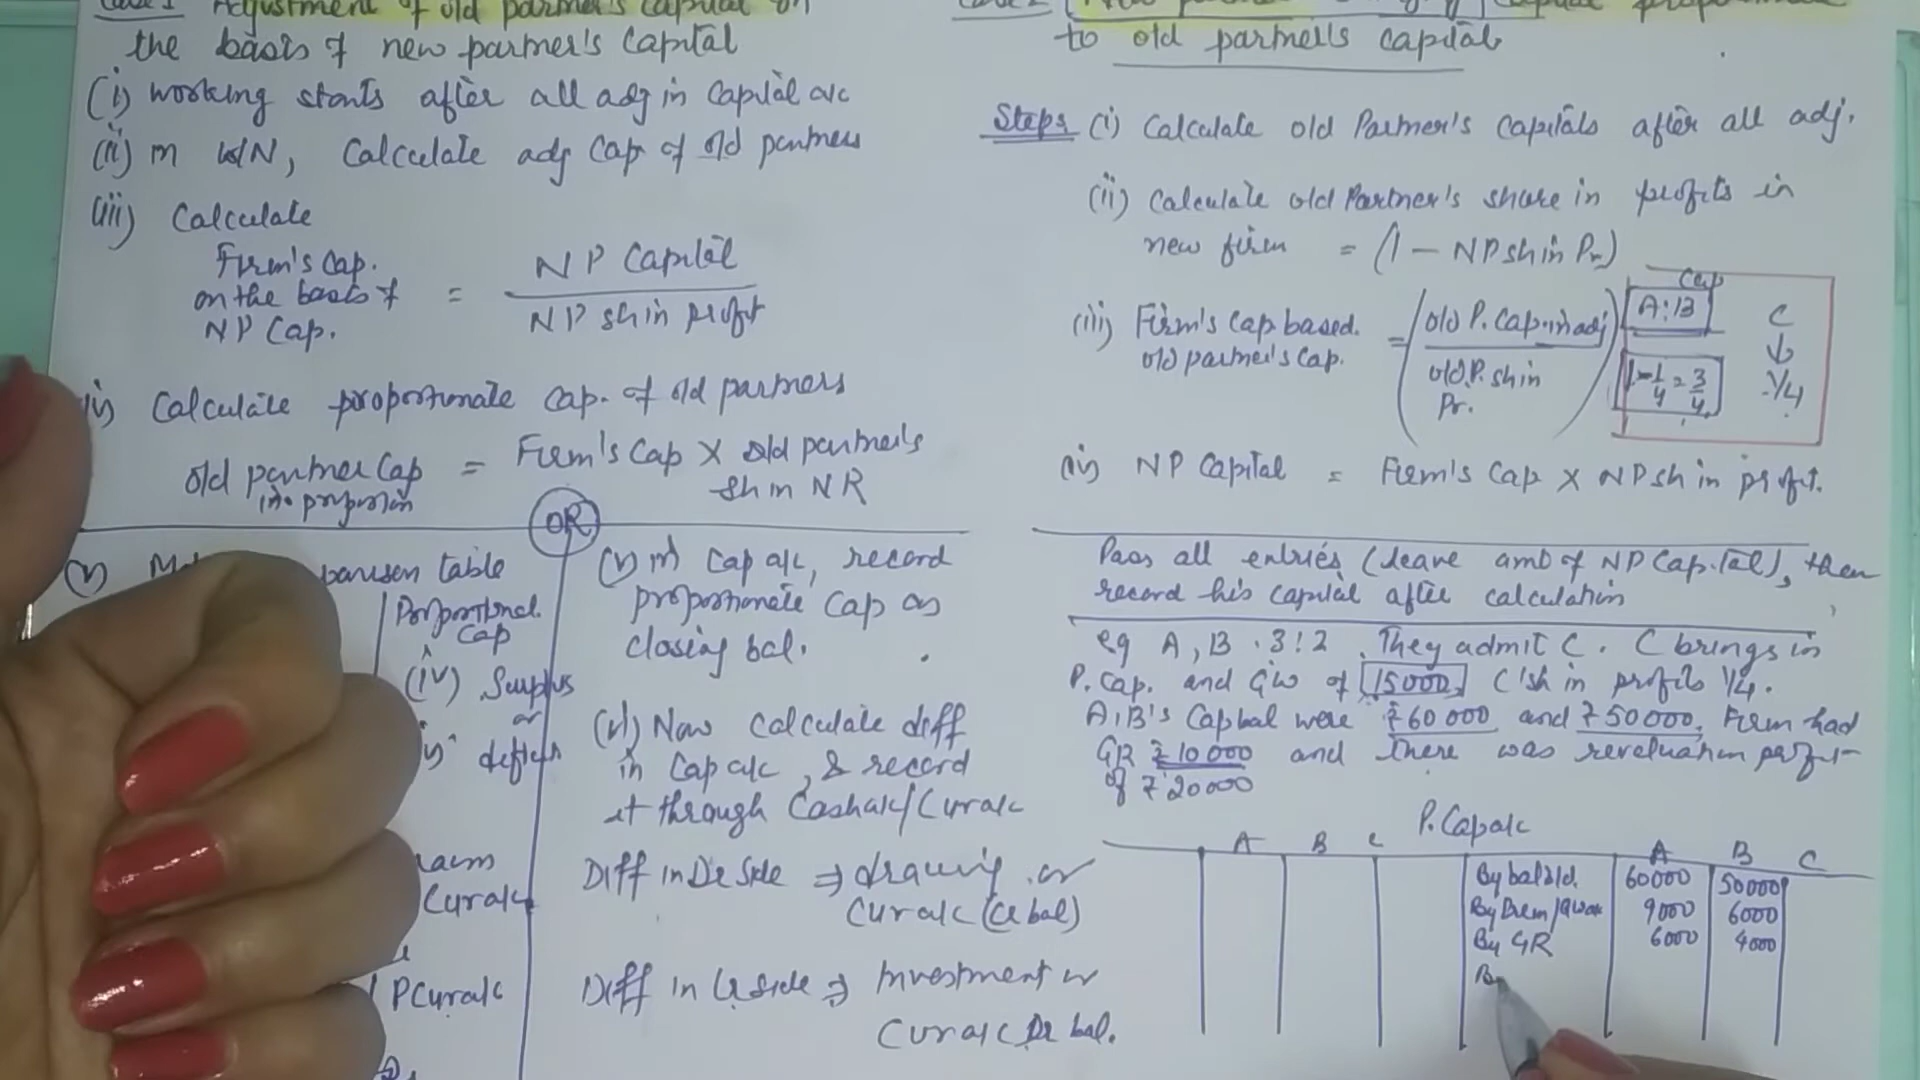 Adjustment of old partner's capital on
the basis of new partner's capital
(i) working starts after all adj in capital a/c
(ii) in W/N, Calculate adj Cap of old partners
(iii) Calculate
Firm's Cap.
on the basis of
NP Cap.
=
NP Capital
NP sh in profit
iv) Calculate proportionate cap. of old partners
old partner Cap
in proportion
= Firm's Cap X old partner's
sh in NR
OR
(v)
table
Proportional
Cap
(iv) Surplus
or
(v) in Cap a/c, record
proportionate Cap as
closing bal.
(vi) Now calculate diff
in Cap a/c, & record
it through Cash a/c/Cur a/c
Cur a/c
P Cur a/c
Diff in Dr side ⇒ drawing or
Cur a/c (Cr bal)
Diff in Cr side ⇒ Investment or
Cur a/c Dr bal.
to old partner's capital
Steps (i) Calculate old Partner's capitals after all adj.
(ii) Calculate old Partner's share in profits in
new firm = (1 - NP sh in Pr)
(iii) Firm's Cap based
old partner's Cap.
=
old P. Cap. in adj
old P. sh in
Pr.
Cap
A:B
1-1/4 = 3/4
C
↓
1/4
(iv) NP Capital = Firm's Cap X NP sh in profit.
Pass all entries (leave amt of NP Capital), then
record his capital after calculation
eg A, B 3:2. They admit C. C brings in
P. Cap. and G/W of 15000 C's sh in profits 1/4.
A, B's Capital were ₹60000 and ₹50000, Firm had
GR ₹10000 and there was revaluation profit
of ₹20000
P. Cap a/c
A B C A B C
By bal b/d. 60000 50000
9000 6000
By GR 6000 4000
By